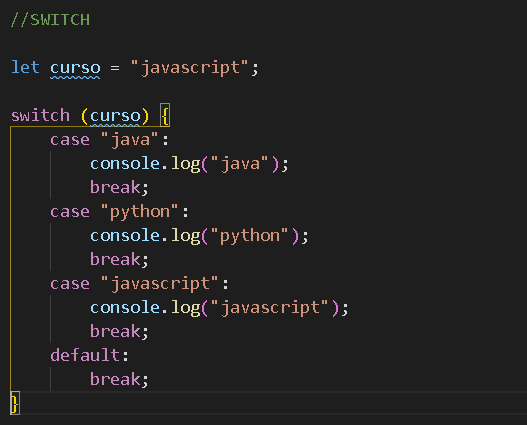 //SWITCH
let curso = "javascript";
switch (curso) {
    case "java":
        console.log("java");
        break;
    case "python":
        console.log("python");
        break;
    case "javascript":
        console.log("javascript");
        break;
    default:
        break;
}